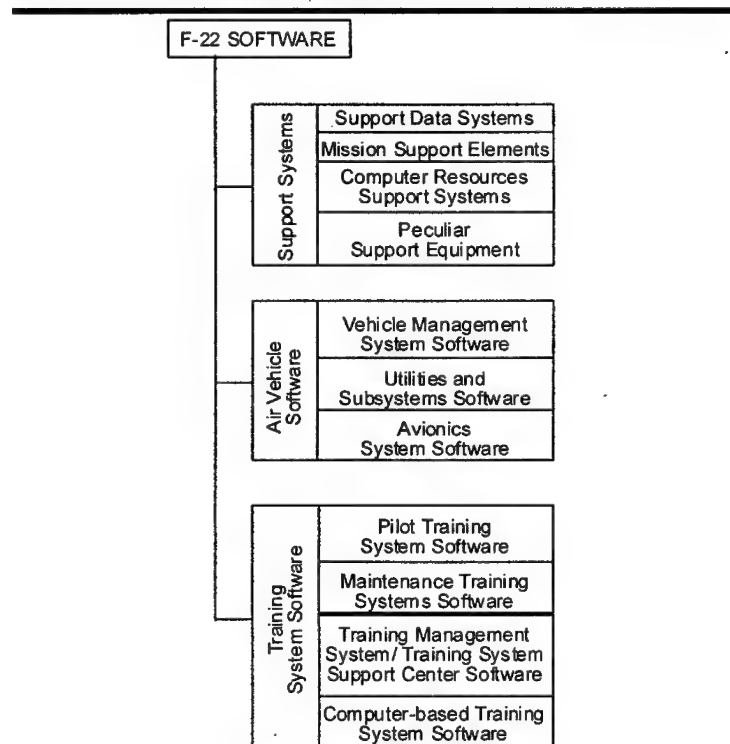 F-22 SOFTWARE
Support Systems
Support Data Systems
Mission Support Elements
Computer Resources
Support Systems
Peculiar
Support Equipment
Air Vehicle
Software
Vehicle Management
System Software
Utilities and
Subsystems Software
Avionics
System Software
Training
System Software
Pilot Training
System Software
Maintenance Training
Systems Software
Training Management
System/Training System
Support Center Software
Computer-based Training
System Software